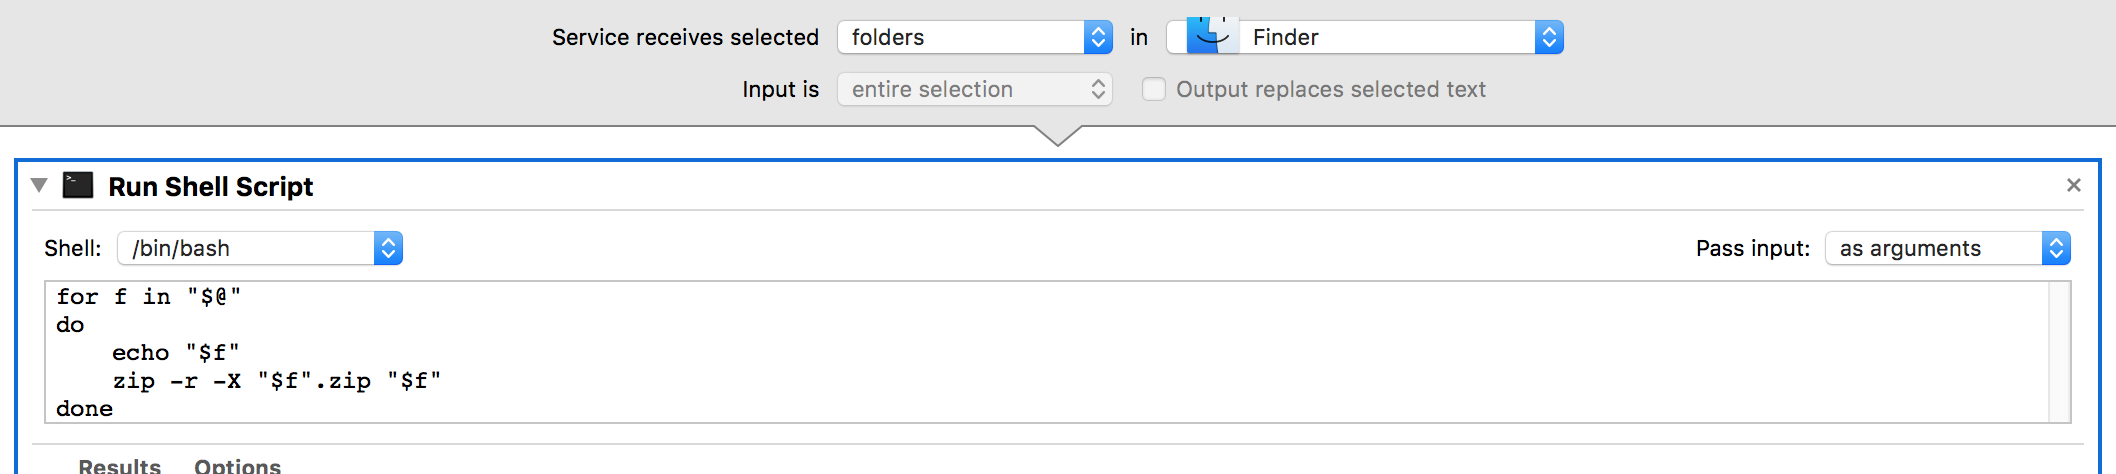 Service receives selected folders in Finder
Input is entire selection Output replaces selected text
Run Shell Script
Shell: /bin/bash Pass input: as arguments
for f in "$@"
do
    echo "$f"
    zip -r -X "$f".zip "$f"
done
Results Options